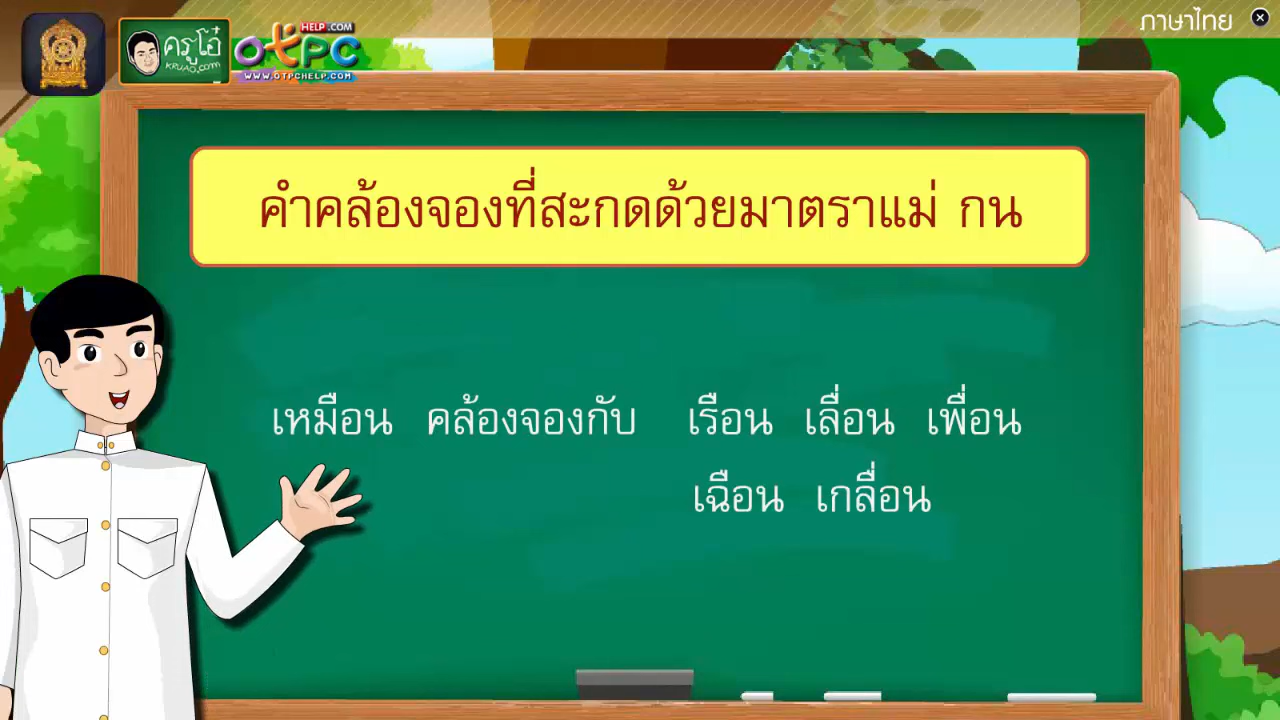 ภาษาไทย
ครูโอ๋
KRUAO.COM
HELP .COM
OTPC
WWW.OTPCHELP.COM
คำคล้องจองที่สะกดด้วยมาตราแม่ กน
เหมือน คล้องจองกับ เรือน เลื่อน เพื่อน
เฉือน เกลื่อน